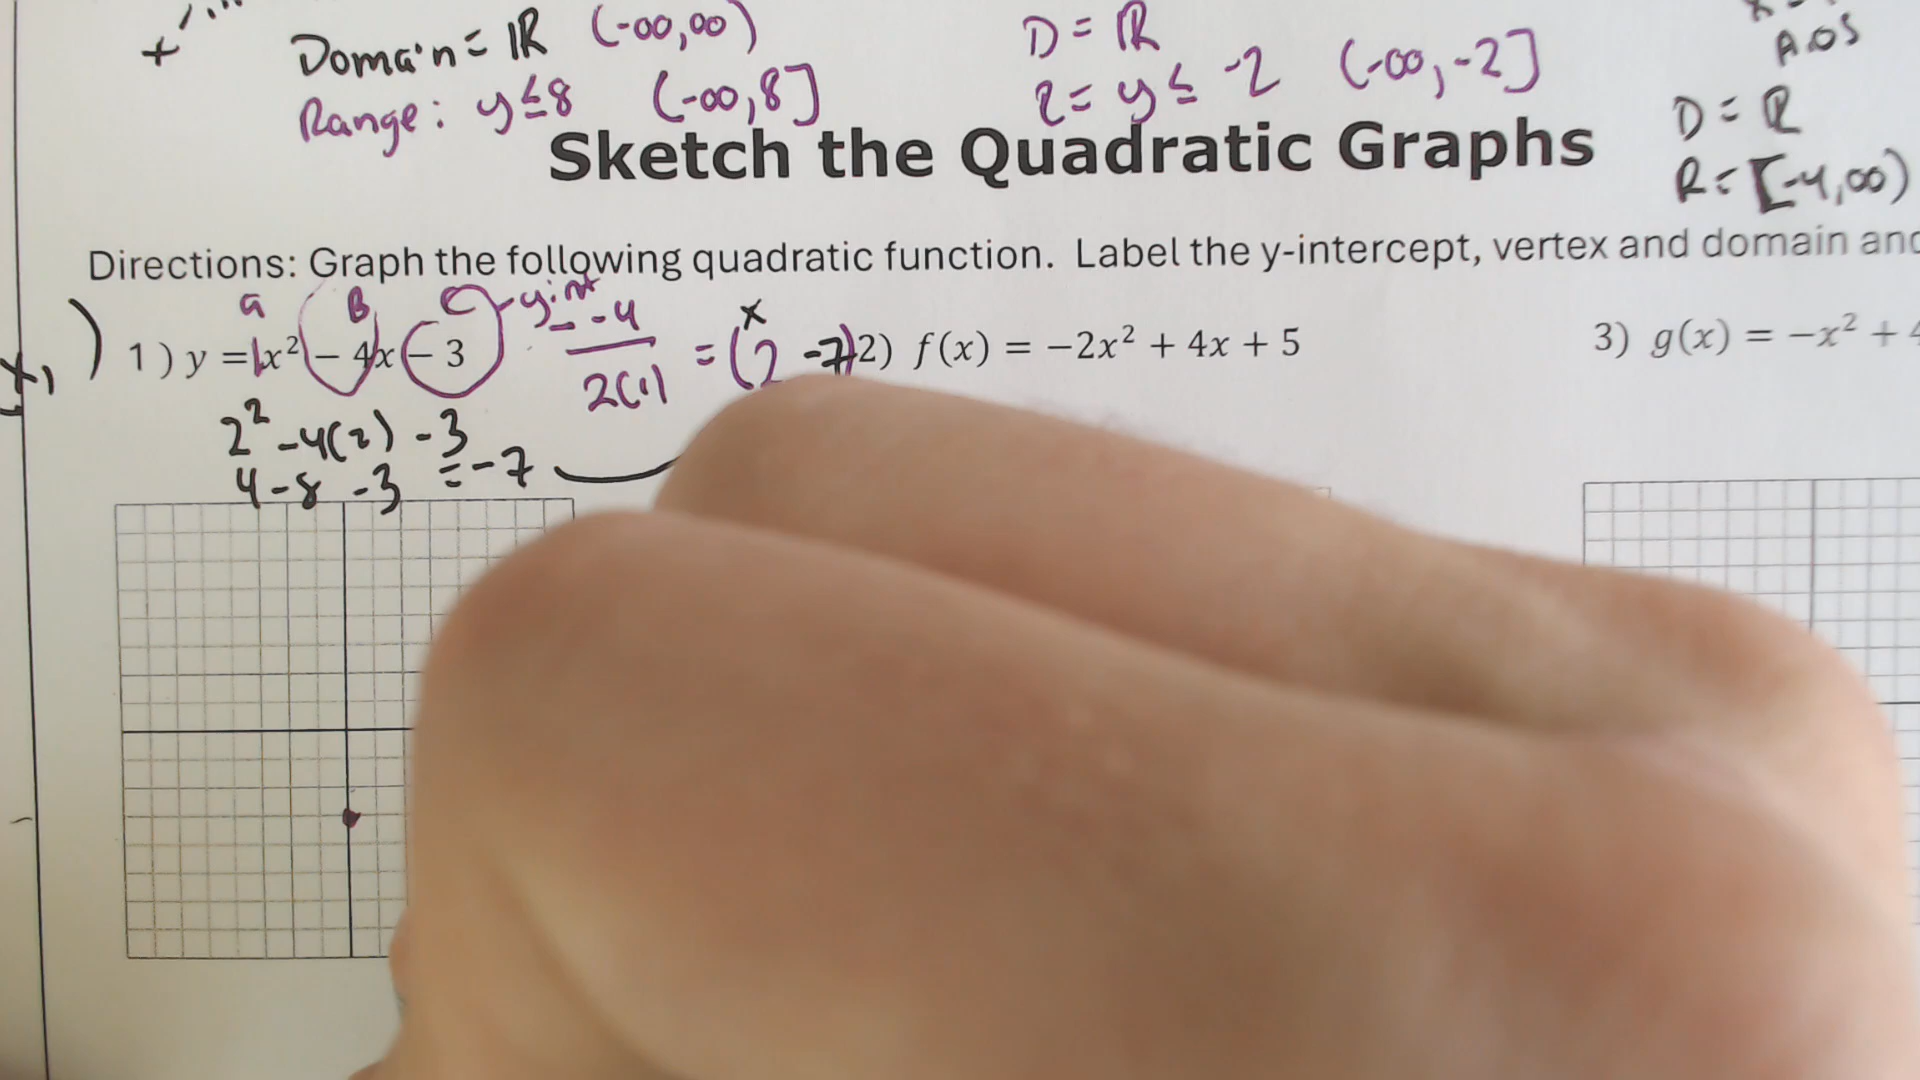 Domain = ℝ (-∞,∞)
Range: y≤8 (-∞,8]
D = ℝ
R = y ≤ -2 (-∞,-2]
A.OS
D = ℝ
R = [-4,∞)
Sketch the Quadratic Graphs
Directions: Graph the following quadratic function. Label the y-intercept, vertex and domain and
a B C y-int
1) y = 1x² − 4x − 3
- -4 / 2(1) = (2 -7)
x
2² -4(2) -3
4-8 -3 = -7
2) f(x) = −2x² + 4x + 5
3) g(x) = −x² + 4